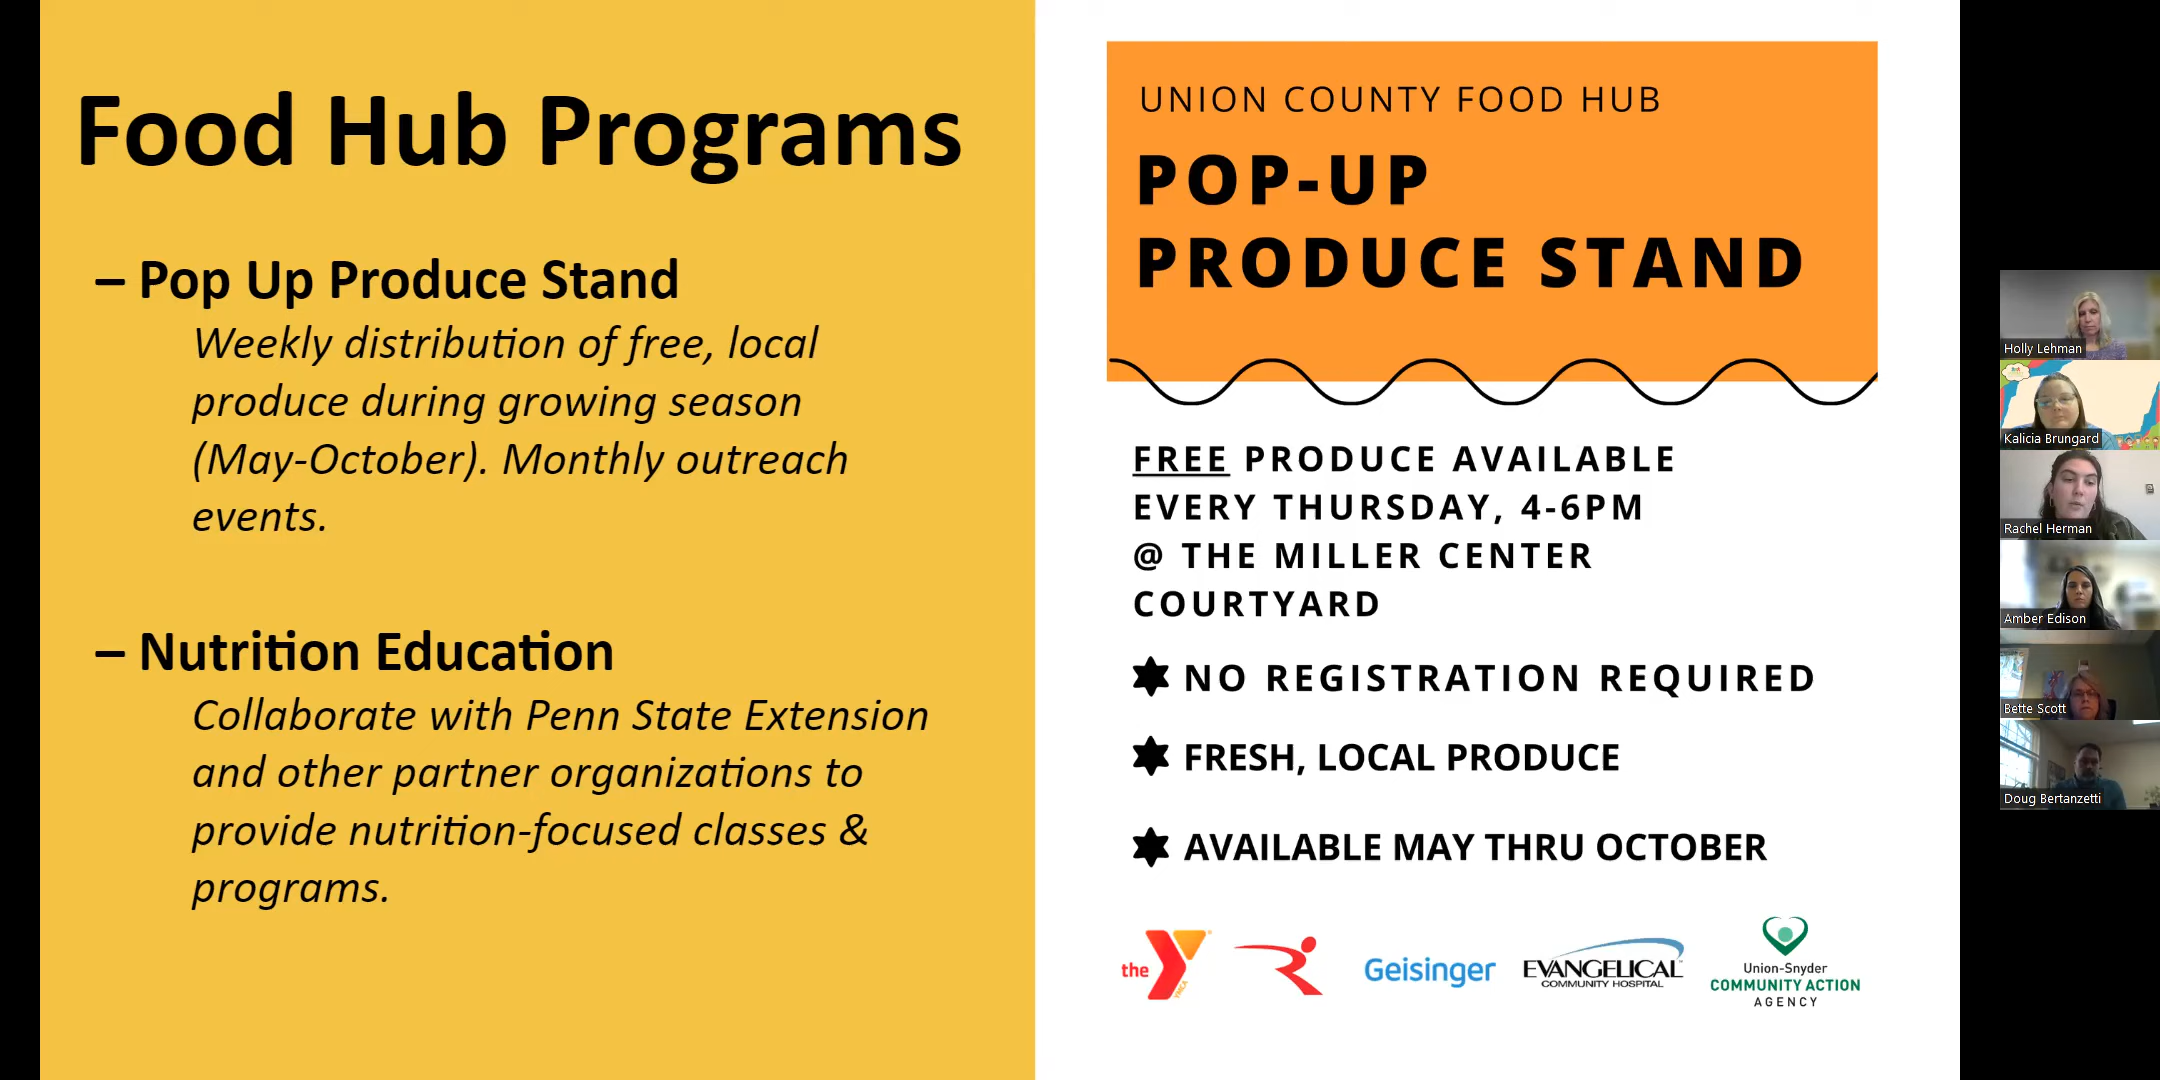 Food Hub Programs
– Pop Up Produce Stand
Weekly distribution of free, local
produce during growing season
(May-October). Monthly outreach
events.
– Nutrition Education
Collaborate with Penn State Extension
and other partner organizations to
provide nutrition-focused classes &
programs.
UNION COUNTY FOOD HUB
POP-UP
PRODUCE STAND
FREE PRODUCE AVAILABLE
EVERY THURSDAY, 4-6PM
@ THE MILLER CENTER
COURTYARD
NO REGISTRATION REQUIRED
FRESH, LOCAL PRODUCE
AVAILABLE MAY THRU OCTOBER
the Y YMCA
Geisinger
EVANGELICAL
COMMUNITY HOSPITAL
Union-Snyder
COMMUNITY ACTION
AGENCY
Holly Lehman
Kalicia Brungard
Rachel Herman
Amber Edison
Bette Scott
Doug Bertanzetti